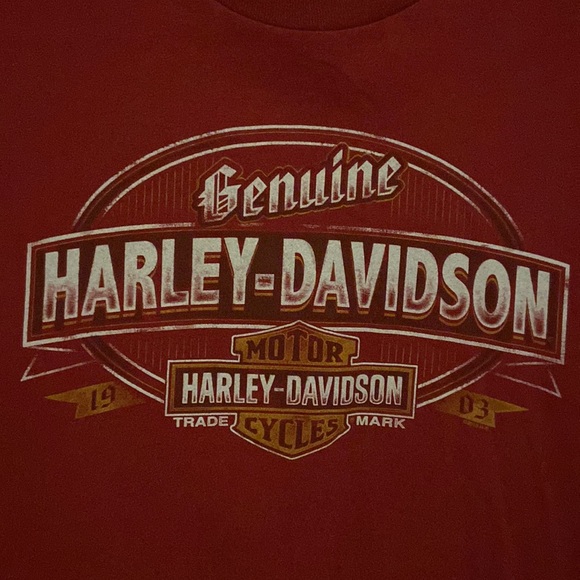 Genuine
HARLEY-DAVIDSON
MOTOR
HARLEY-DAVIDSON
19 03
TRADE MARK
CYCLES